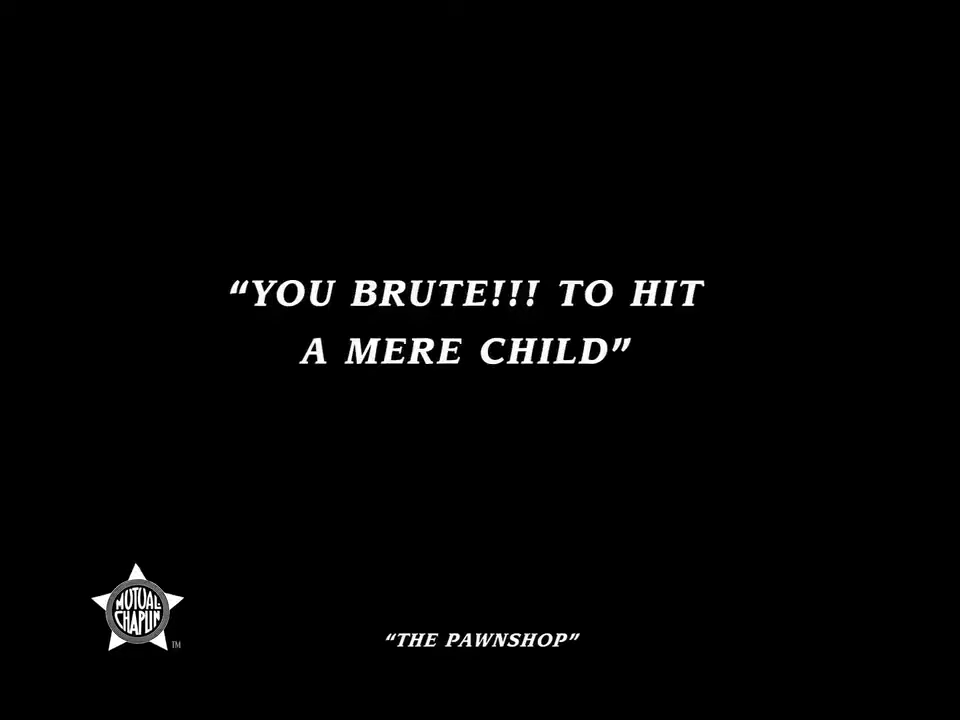 “YOU BRUTE!!! TO HIT
A MERE CHILD”
MUTUAL-
CHAPLIN
TM
“THE PAWNSHOP”